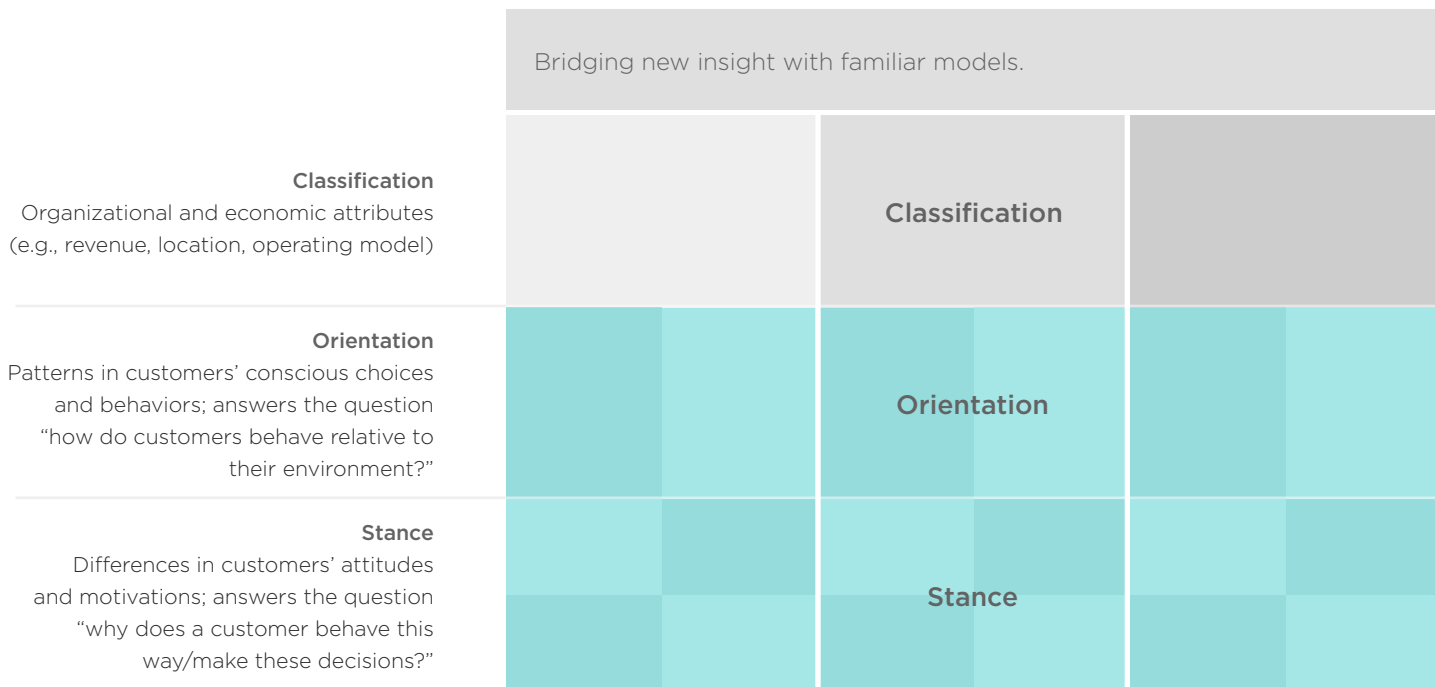 Bridging new insight with familiar models.
Classification
Organizational and economic attributes
(e.g., revenue, location, operating model)
Classification
Orientation
Patterns in customers’ conscious choices
and behaviors; answers the question
“how do customers behave relative to
their environment?”
Orientation
Stance
Differences in customers’ attitudes
and motivations; answers the question
“why does a customer behave this
way/make these decisions?”
Stance